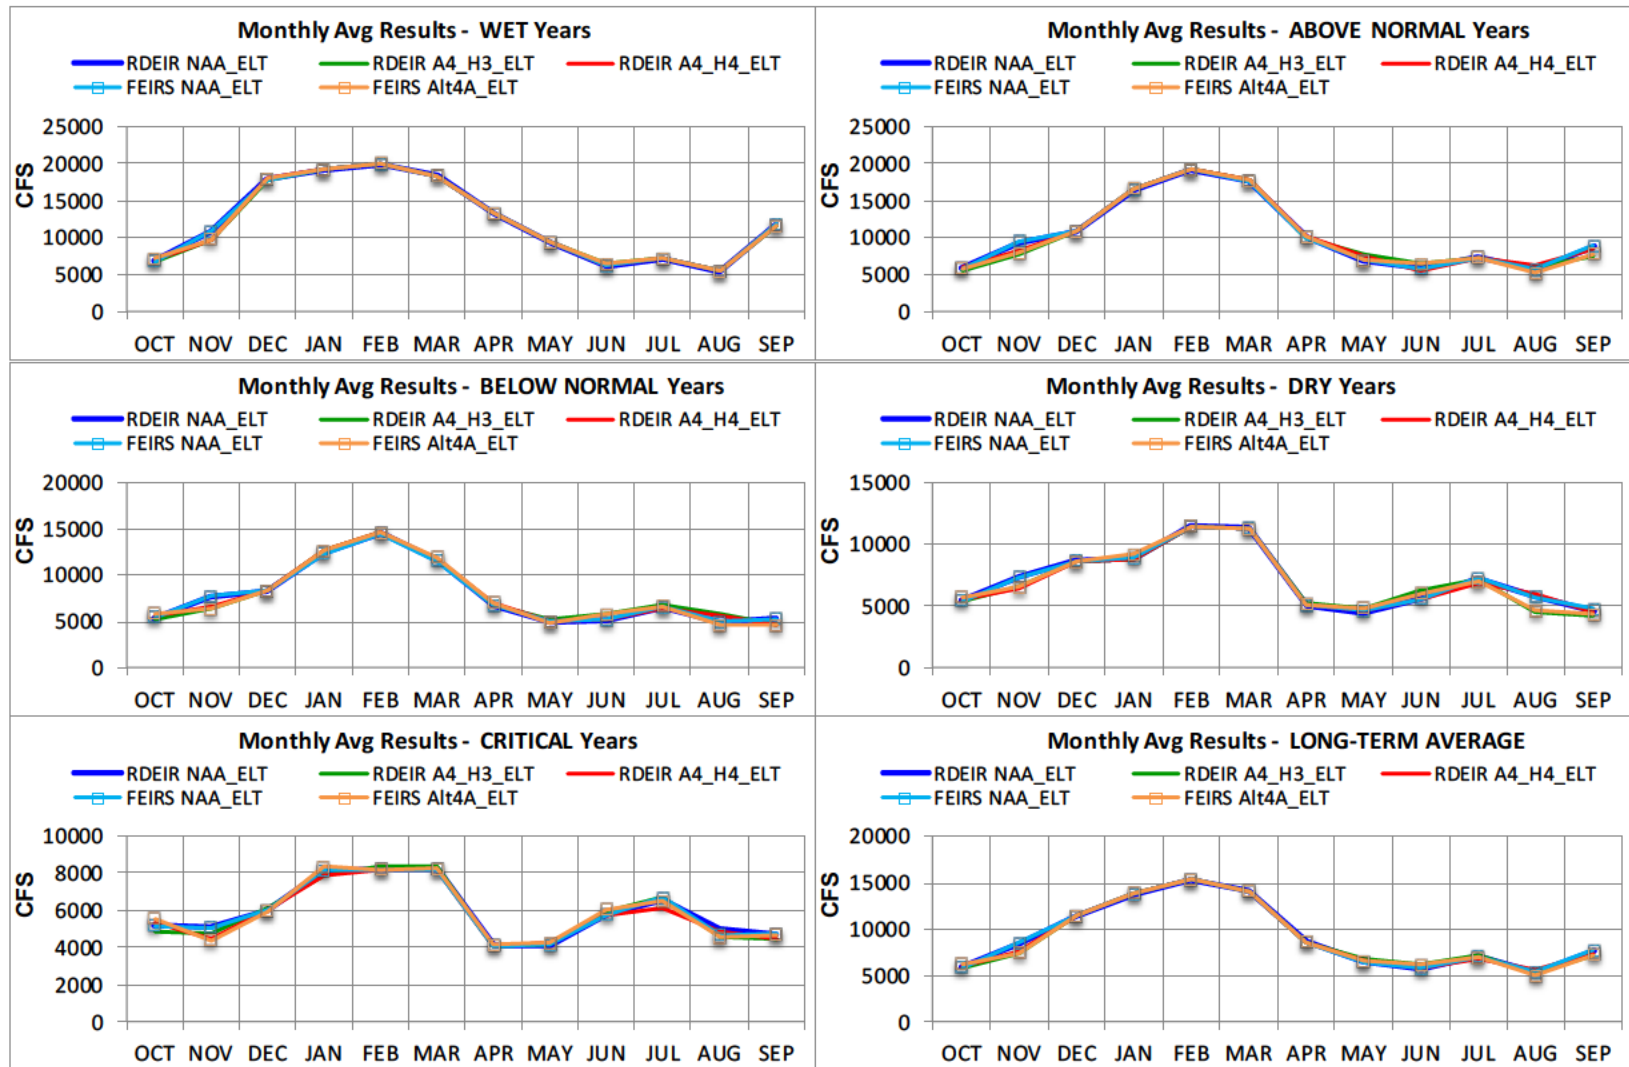 Monthly Avg Results - WET Years
RDEIR NAA_ELT RDEIR A4_H3_ELT RDEIR A4_H4_ELT
FEIRS NAA_ELT FEIRS Alt4A_ELT
25000
20000
15000
10000
5000
0
CFS
OCT NOV DEC JAN FEB MAR APR MAY JUN JUL AUG SEP
Monthly Avg Results - ABOVE NORMAL Years
RDEIR NAA_ELT RDEIR A4_H3_ELT RDEIR A4_H4_ELT
FEIRS NAA_ELT FEIRS Alt4A_ELT
25000
20000
15000
10000
5000
0
CFS
OCT NOV DEC JAN FEB MAR APR MAY JUN JUL AUG SEP
Monthly Avg Results - BELOW NORMAL Years
RDEIR NAA_ELT RDEIR A4_H3_ELT RDEIR A4_H4_ELT
FEIRS NAA_ELT FEIRS Alt4A_ELT
20000
15000
10000
5000
0
CFS
OCT NOV DEC JAN FEB MAR APR MAY JUN JUL AUG SEP
Monthly Avg Results - DRY Years
RDEIR NAA_ELT RDEIR A4_H3_ELT RDEIR A4_H4_ELT
FEIRS NAA_ELT FEIRS Alt4A_ELT
15000
10000
5000
0
CFS
OCT NOV DEC JAN FEB MAR APR MAY JUN JUL AUG SEP
Monthly Avg Results - CRITICAL Years
RDEIR NAA_ELT RDEIR A4_H3_ELT RDEIR A4_H4_ELT
FEIRS NAA_ELT FEIRS Alt4A_ELT
10000
8000
6000
4000
2000
0
CFS
OCT NOV DEC JAN FEB MAR APR MAY JUN JUL AUG SEP
Monthly Avg Results - LONG-TERM AVERAGE
RDEIR NAA_ELT RDEIR A4_H3_ELT RDEIR A4_H4_ELT
FEIRS NAA_ELT FEIRS Alt4A_ELT
20000
15000
10000
5000
0
CFS
OCT NOV DEC JAN FEB MAR APR MAY JUN JUL AUG SEP